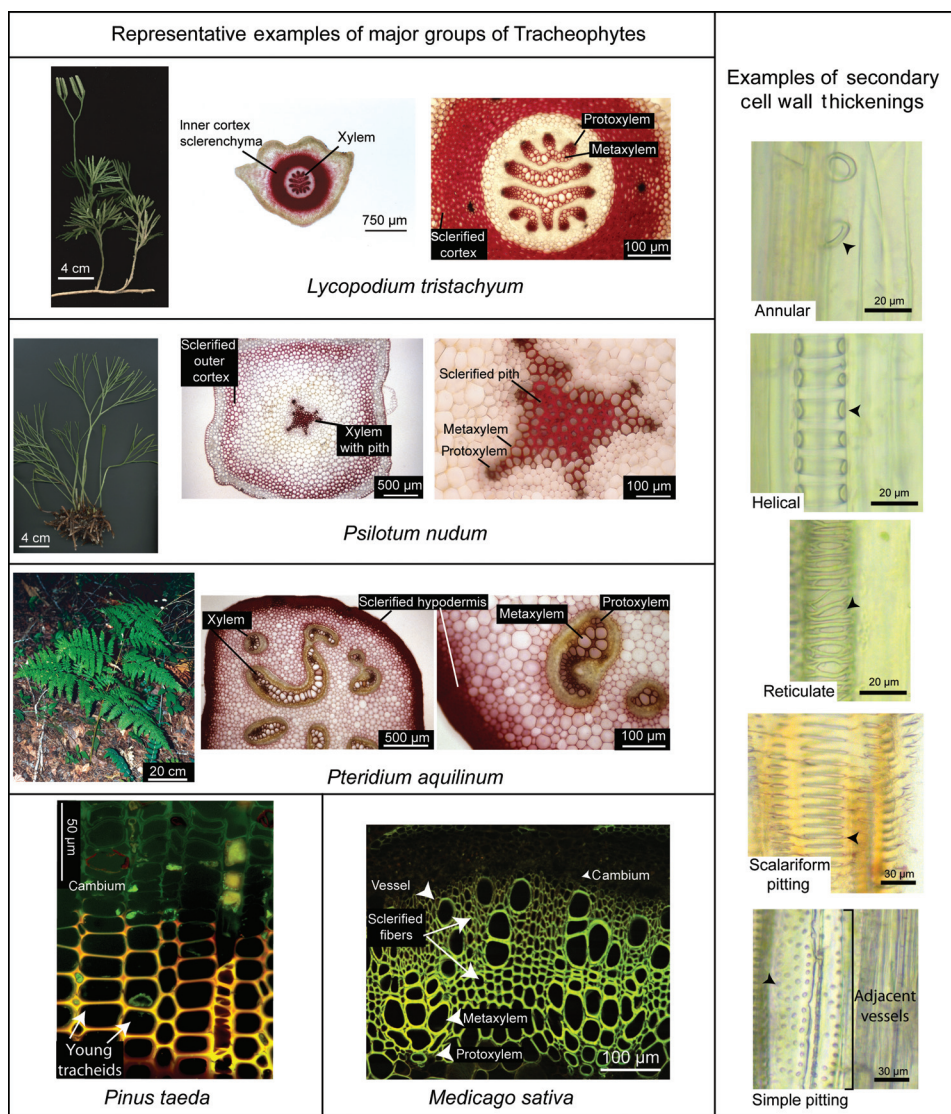 Representative examples of major groups of Tracheophytes
Inner cortex
sclerenchyma
Xylem
Protoxylem
Metaxylem
4 cm
750 µm
Sclerified
cortex
100 µm
Lycopodium tristachyum
Sclerified
outer
cortex
Xylem
with pith
Sclerified pith
Metaxylem
Protoxylem
4 cm
500 µm
100 µm
Psilotum nudum
Xylem
Sclerified hypodermis
Metaxylem
Protoxylem
20 cm
500 µm
100 µm
Pteridium aquilinum
50 µm
Cambium
Young
tracheids
Pinus taeda
Cambium
Vessel
Sclerified
fibers
Metaxylem
Protoxylem
100 µm
Medicago sativa
Examples of secondary
cell wall thickenings
20 µm
Annular
20 µm
Helical
20 µm
Reticulate
Scalariform
pitting
30 µm
Adjacent
vessels
30 µm
Simple pitting